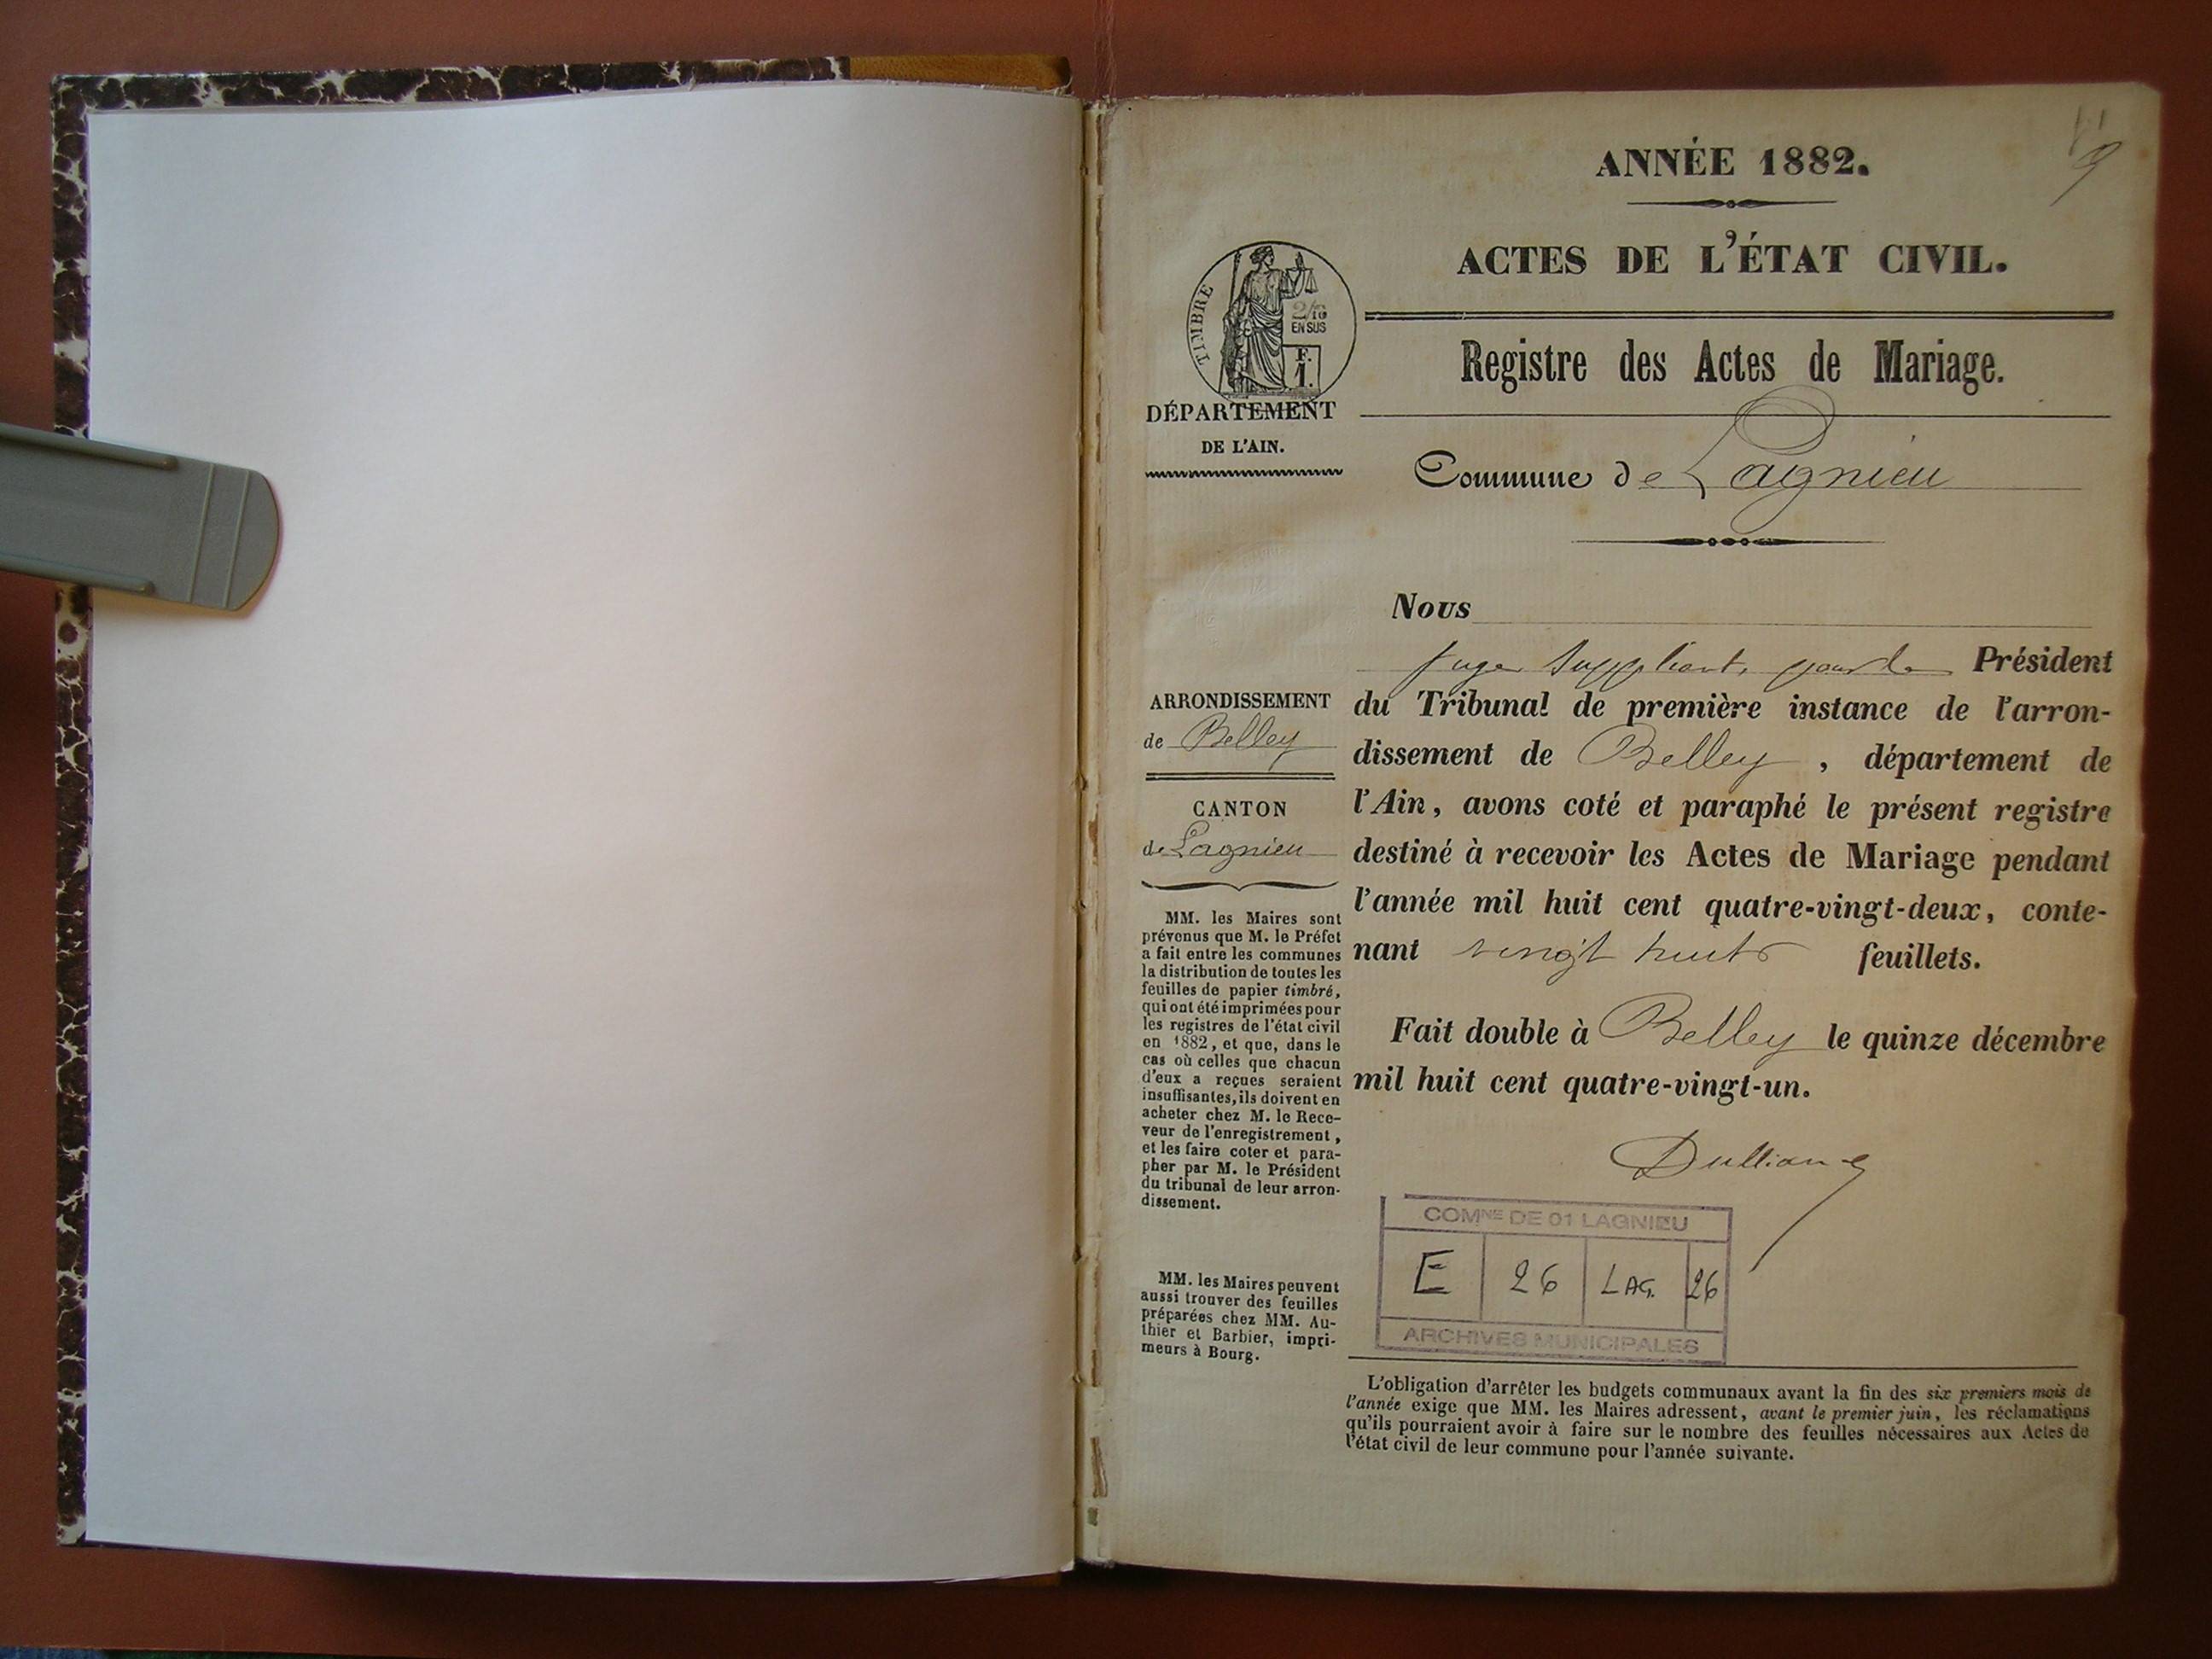 ANNÉE 1882.
ACTES DE L'ÉTAT CIVIL.
TIMBRE
2/10
EN SUS
F.
1.
Registre des Actes de Mariage.
DÉPARTEMENT
DE L'AIN.
Commune de Lagnieu
Nous
juge suppléant, pour le Président
du Tribunal de première instance de l'arron-
dissement de Belley, département de
l'Ain, avons coté et paraphé le présent registre
destiné à recevoir les Actes de Mariage pendant
l'année mil huit cent quatre-vingt-deux, conte-
nant vingt huit feuillets.
Fait double à Belley le quinze décembre
mil huit cent quatre-vingt-un.
ARRONDISSEMENT
de Belley
CANTON
de Lagnieu
MM. les Maires sont
prévenus que M. le Préfet
a fait entre les communes
la distribution de toutes les
feuilles de papier timbré,
qui ont été imprimées pour
les registres de l'état civil
en 1882, et que, dans le
cas où celles que chacun
d'eux a reçues seraient
insuffisantes, ils doivent en
acheter chez M. le Rece-
veur de l'enregistrement,
et les faire coter et para-
pher par M. le Président
du tribunal de leur arron-
dissement.
MM. les Maires peuvent
aussi trouver des feuilles
préparées chez MM. Au-
thier et Barbier, impri-
meurs à Bourg.
COMNE DE 01 LAGNIEU
E 26 LAG. 26
ARCHIVES MUNICIPALES
L'obligation d'arrêter les budgets communaux avant la fin des six premiers mois de
l'année exige que MM. les Maires adressent, avant le premier juin, les réclamations
qu'ils pourraient avoir à faire sur le nombre des feuilles nécessaires aux Actes de
l'état civil de leur commune pour l'année suivante.